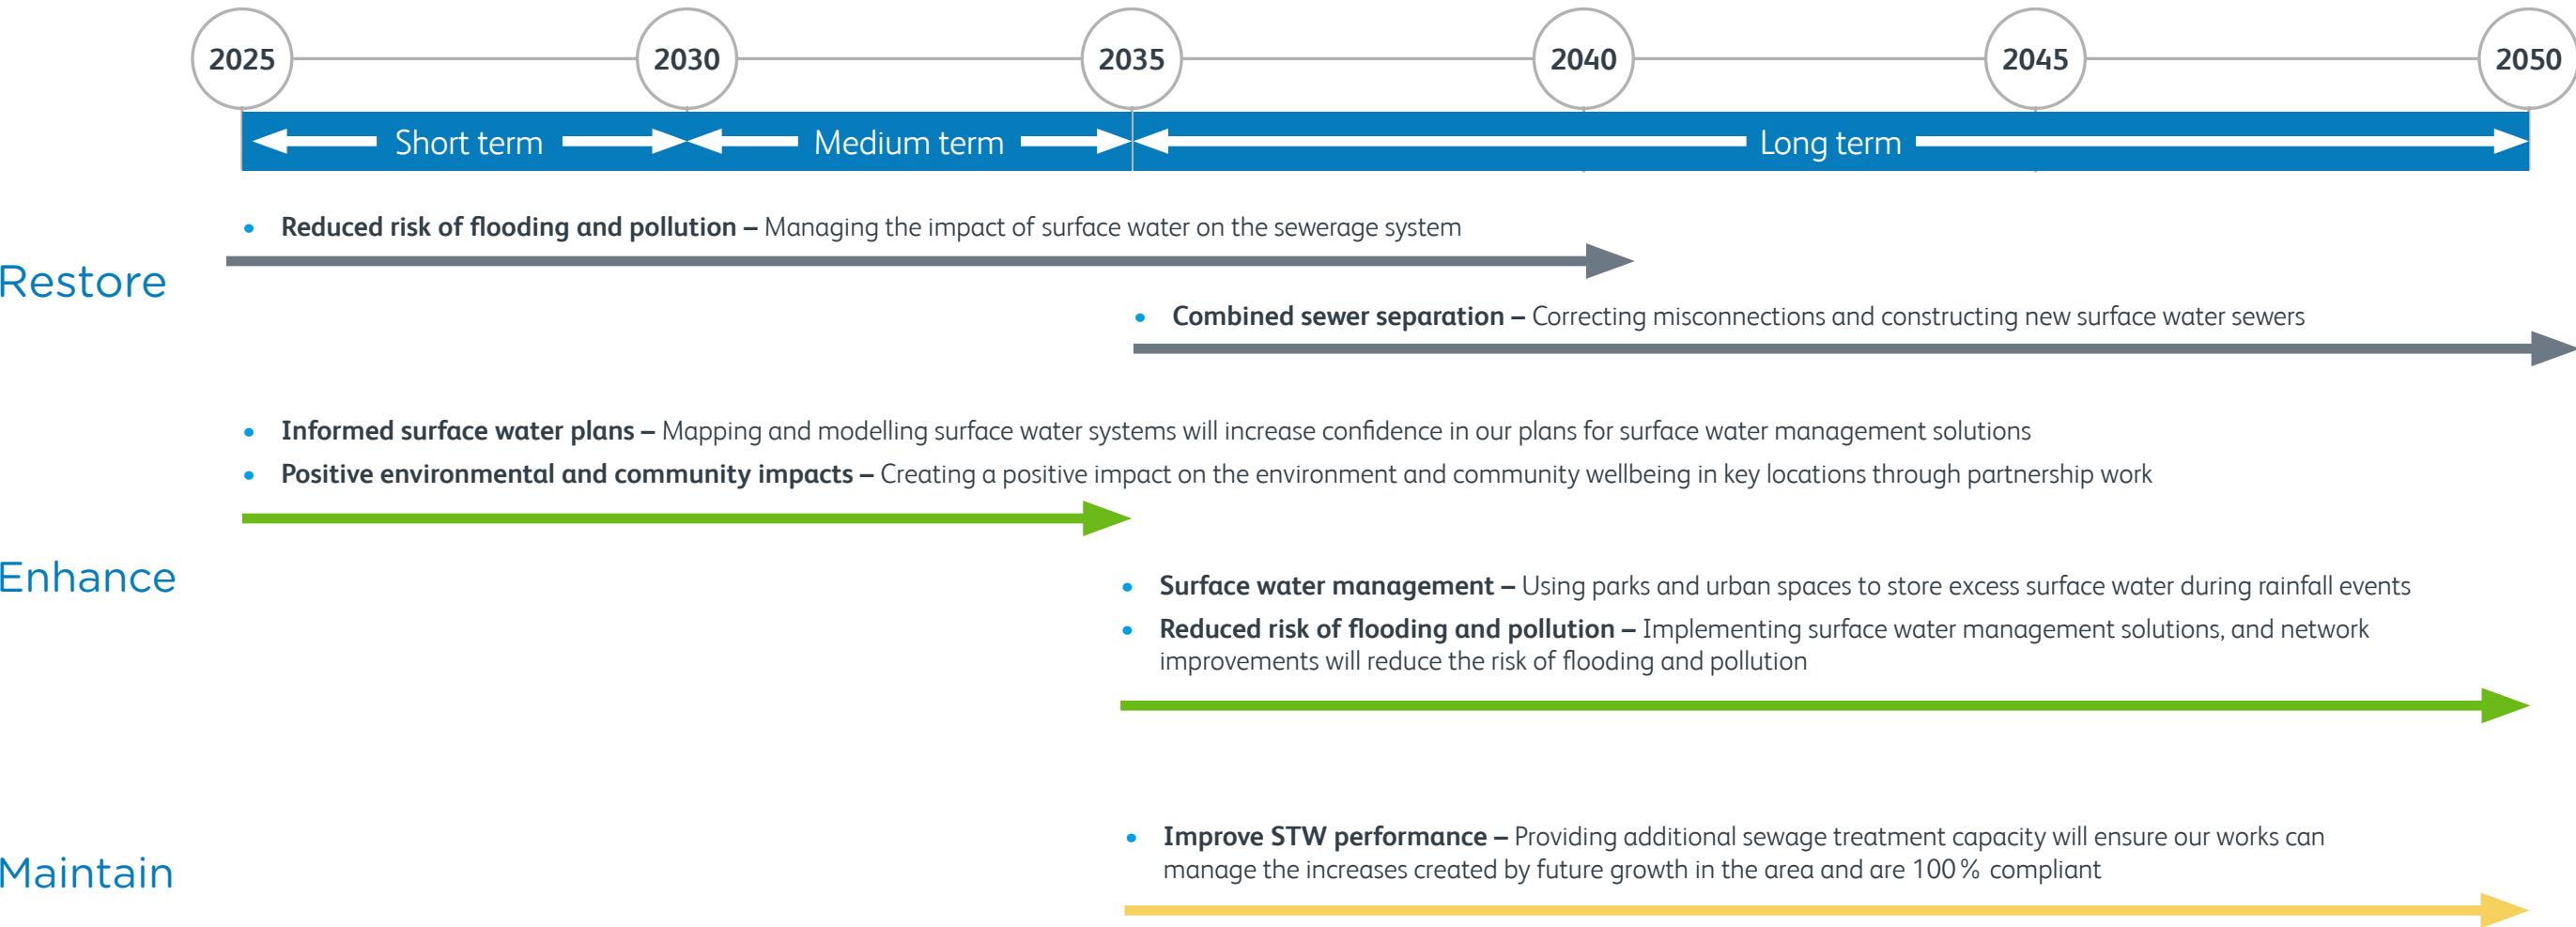 2025 2030 2035 2040 2045 2050
Short term Medium term Long term
Restore
• Reduced risk of flooding and pollution – Managing the impact of surface water on the sewerage system
• Combined sewer separation – Correcting misconnections and constructing new surface water sewers
Enhance
• Informed surface water plans – Mapping and modelling surface water systems will increase confidence in our plans for surface water management solutions
• Positive environmental and community impacts – Creating a positive impact on the environment and community wellbeing in key locations through partnership work
• Surface water management – Using parks and urban spaces to store excess surface water during rainfall events
• Reduced risk of flooding and pollution – Implementing surface water management solutions, and network
improvements will reduce the risk of flooding and pollution
Maintain
• Improve STW performance – Providing additional sewage treatment capacity will ensure our works can
manage the increases created by future growth in the area and are 100% compliant